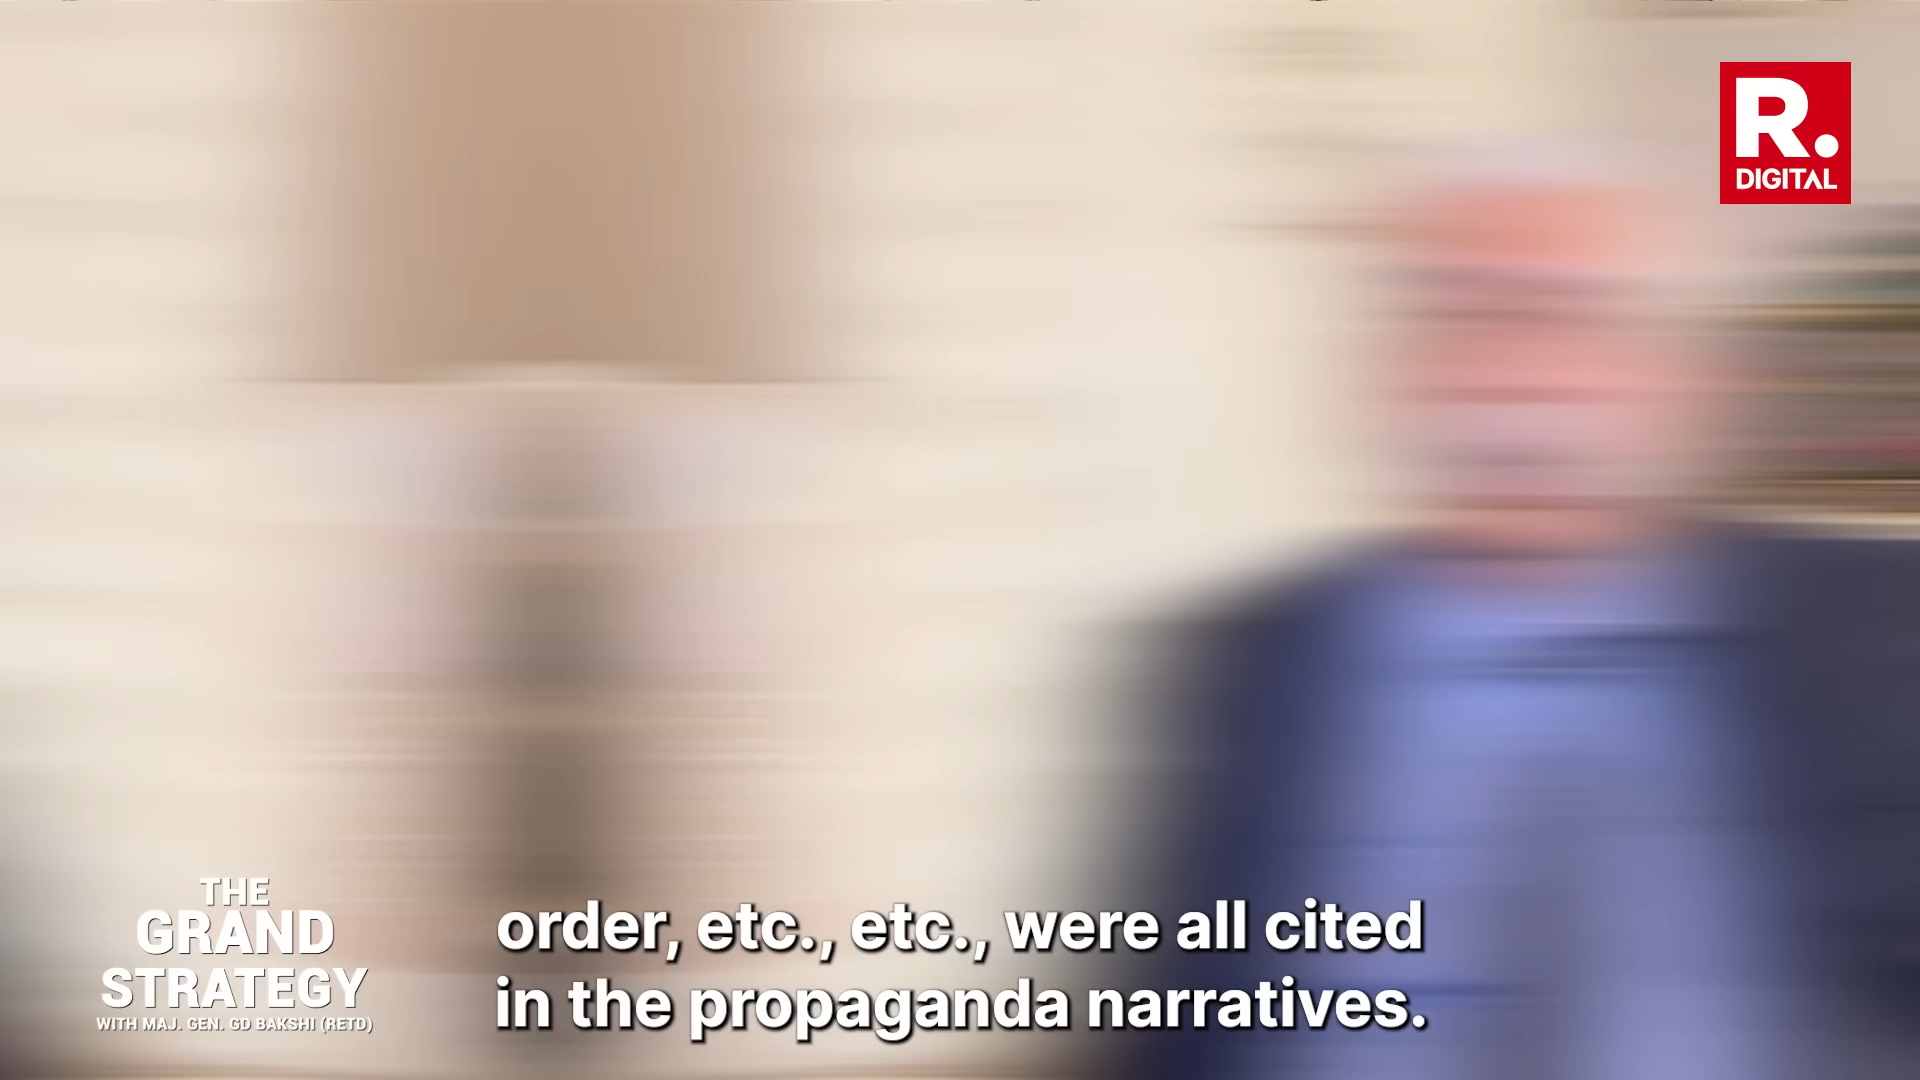 R.
DIGITAL
THE
GRAND
STRATEGY
WITH MAJ. GEN. GD BAKSHI (RETD)
order, etc., etc., were all cited
in the propaganda narratives.